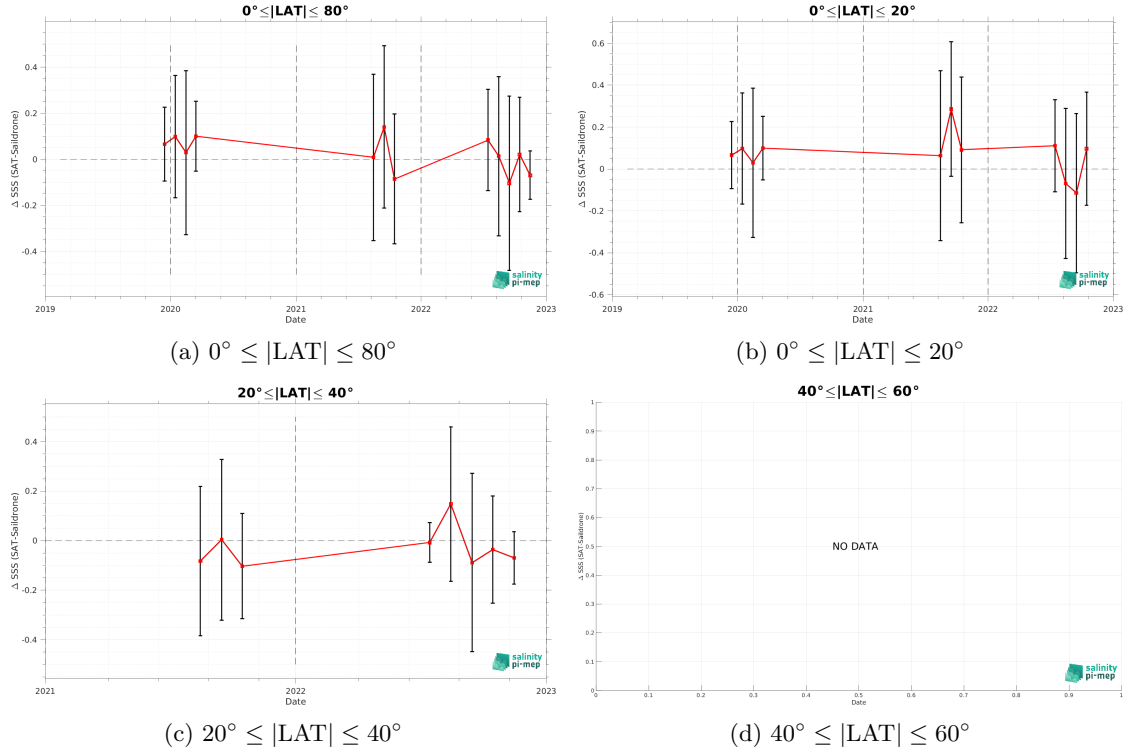 0°≤|LAT|≤ 80°
Δ SSS (SAT-Saildrone)
0.4
0.2
0
-0.2
-0.4
2019
2020
2021
2022
2023
Date
salinity
pi-mep
(a) 0° ≤ |LAT| ≤ 80°
0°≤|LAT|≤ 20°
Δ SSS (SAT-Saildrone)
0.6
0.4
0.2
0
-0.2
-0.4
-0.6
2019
2020
2021
2022
2023
Date
salinity
pi-mep
(b) 0° ≤ |LAT| ≤ 20°
20°≤|LAT|≤ 40°
Δ SSS (SAT-Saildrone)
0.4
0.2
0
-0.2
-0.4
2021
2022
2023
Date
salinity
pi-mep
(c) 20° ≤ |LAT| ≤ 40°
40°≤|LAT|≤ 60°
Δ SSS (SAT-Saildrone)
1
0.9
0.8
0.7
0.6
0.5
0.4
0.3
0.2
0.1
0
NO DATA
0
0.1
0.2
0.3
0.4
0.5
0.6
0.7
0.8
0.9
1
Date
salinity
pi-mep
(d) 40° ≤ |LAT| ≤ 60°